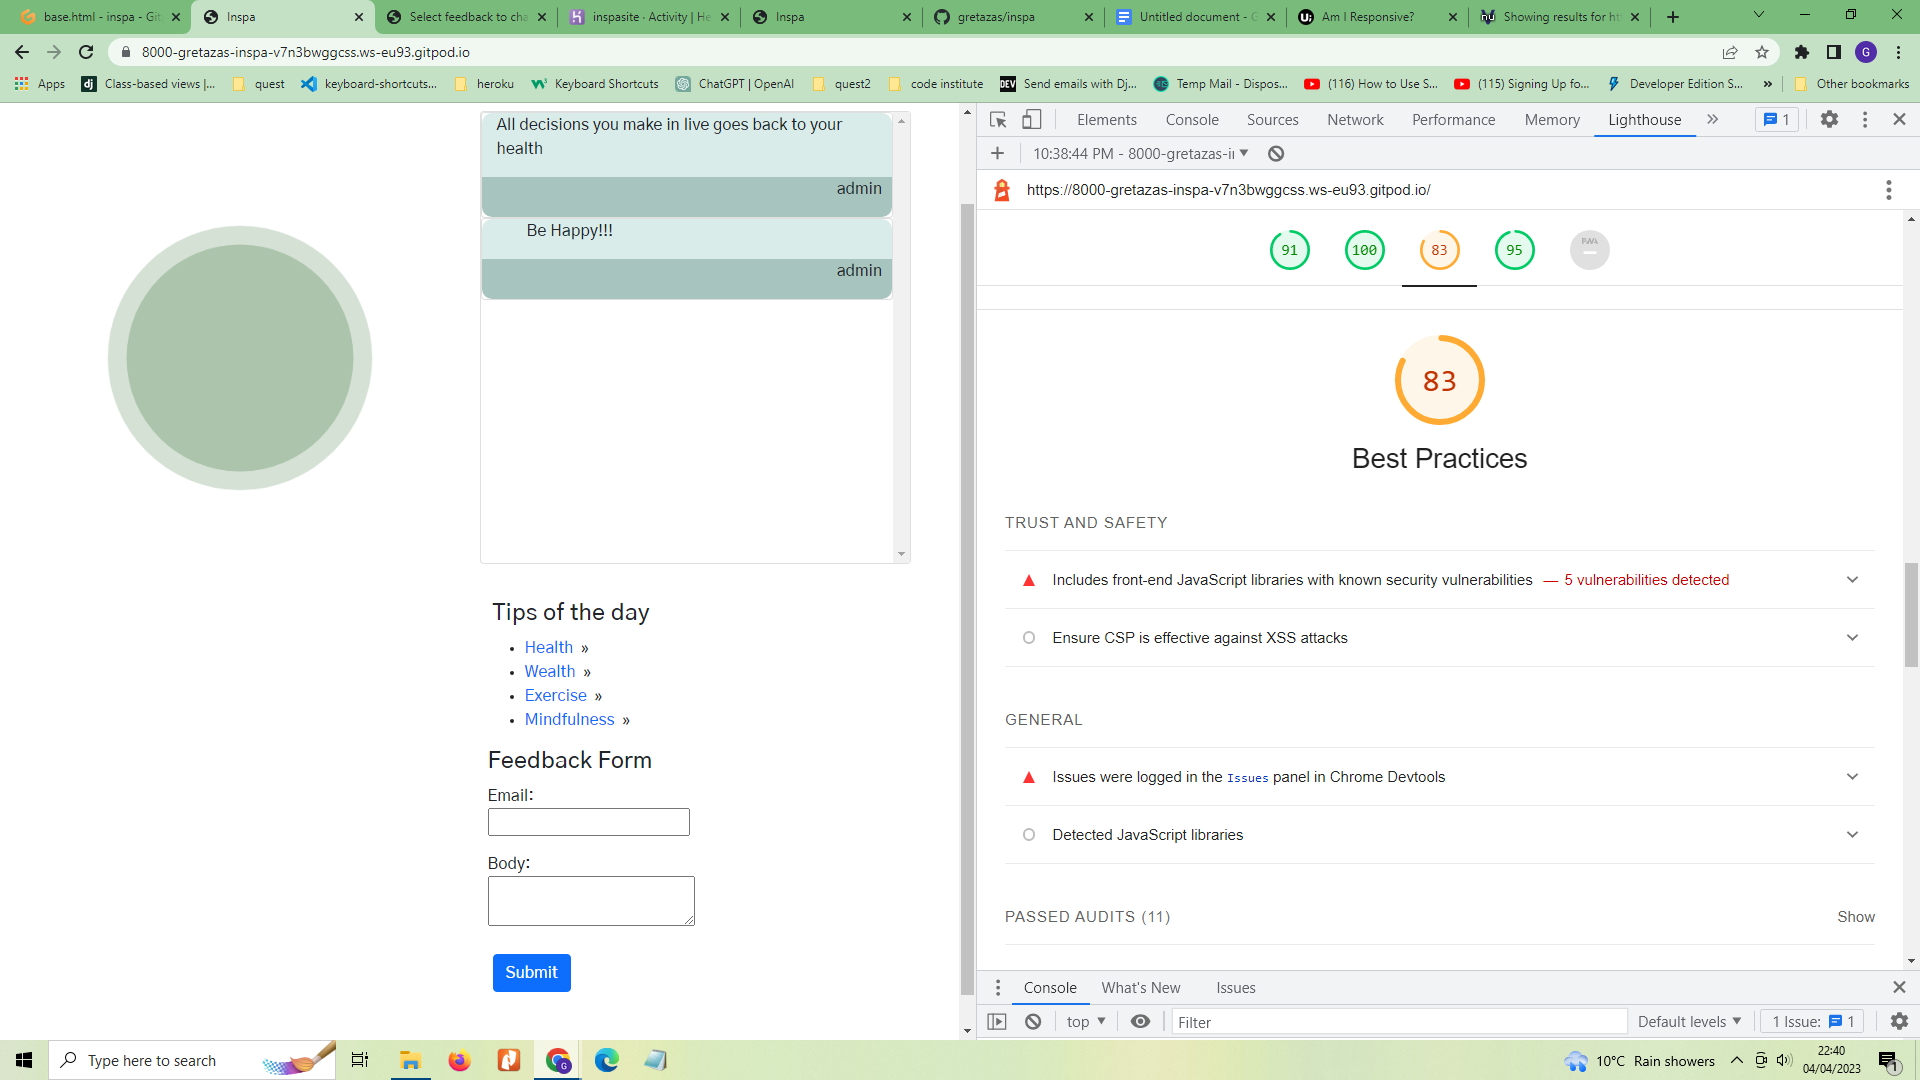 base.html - inspa - Git
Inspa
Select feedback to cha
inspasite · Activity | He
Inspa
gretazas/inspa
Untitled document - G
Am I Responsive?
Showing results for ht
8000-gretazas-inspa-v7n3bwggcss.ws-eu93.gitpod.io
G
Apps
dj
Class-based views |...
quest
keyboard-shortcuts...
heroku
Keyboard Shortcuts
ChatGPT | OpenAI
quest2
code institute
DEV
Send emails with Dj...
Temp Mail - Dispos...
(116) How to Use S...
(115) Signing Up fo...
Developer Edition S...
»
Other bookmarks
All decisions you make in live goes back to your
health
admin
Be Happy!!!
admin
Tips of the day
Health »
Wealth »
Exercise »
Mindfulness »
Feedback Form
Email:
Body:
Submit
Elements
Console
Sources
Network
Performance
Memory
Lighthouse
»
1
10:38:44 PM - 8000-gretazas-i
https://8000-gretazas-inspa-v7n3bwggcss.ws-eu93.gitpod.io/
91
100
83
95
PWA
83
Best Practices
TRUST AND SAFETY
Includes front-end JavaScript libraries with known security vulnerabilities — 5 vulnerabilities detected
Ensure CSP is effective against XSS attacks
GENERAL
Issues were logged in the Issues panel in Chrome Devtools
Detected JavaScript libraries
PASSED AUDITS (11)
Show
Console
What's New
Issues
top
Filter
Default levels
1 Issue: 1
Type here to search
10°C Rain showers
22:40
04/04/2023
1